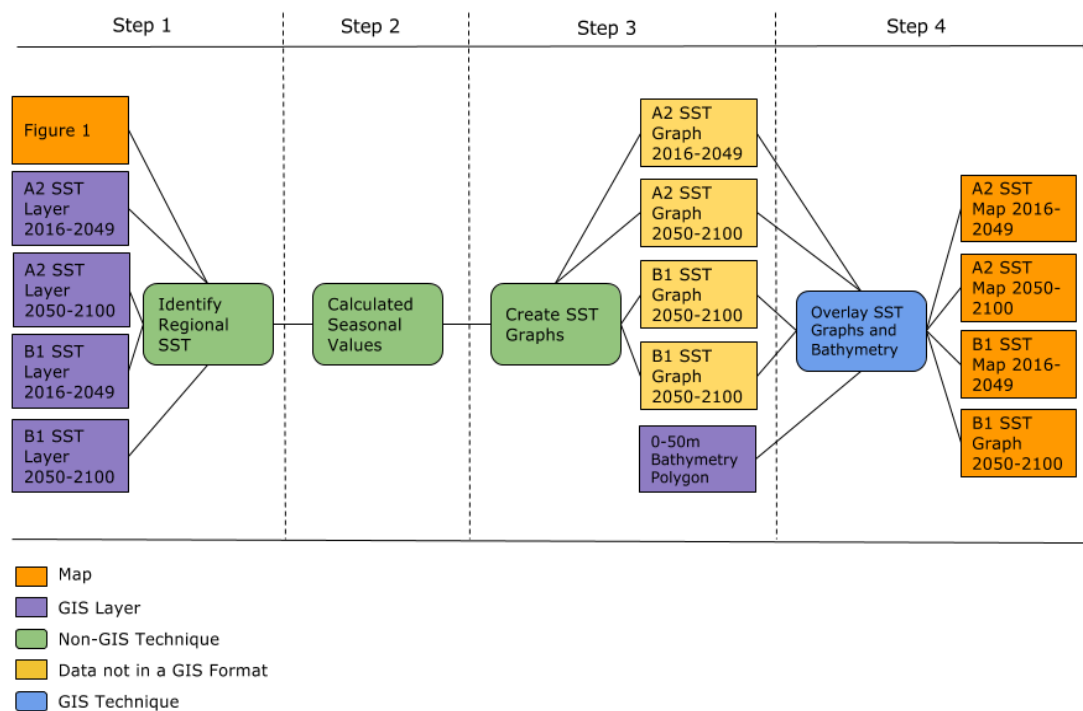 Step 1
Step 2
Step 3
Step 4
Figure 1
A2 SST
Layer
2016-2049
A2 SST
Layer
2050-2100
B1 SST
Layer
2016-2049
B1 SST
Layer
2050-2100
Identify
Regional
SST
Calculated
Seasonal
Values
Create SST
Graphs
A2 SST
Graph
2016-2049
A2 SST
Graph
2050-2100
B1 SST
Graph
2050-2100
B1 SST
Graph
2050-2100
0-50m
Bathymetry
Polygon
Overlay SST
Graphs and
Bathymetry
A2 SST
Map 2016-
2049
A2 SST
Map 2050-
2100
B1 SST
Map 2016-
2049
B1 SST
Graph
2050-2100
Map
GIS Layer
Non-GIS Technique
Data not in a GIS Format
GIS Technique